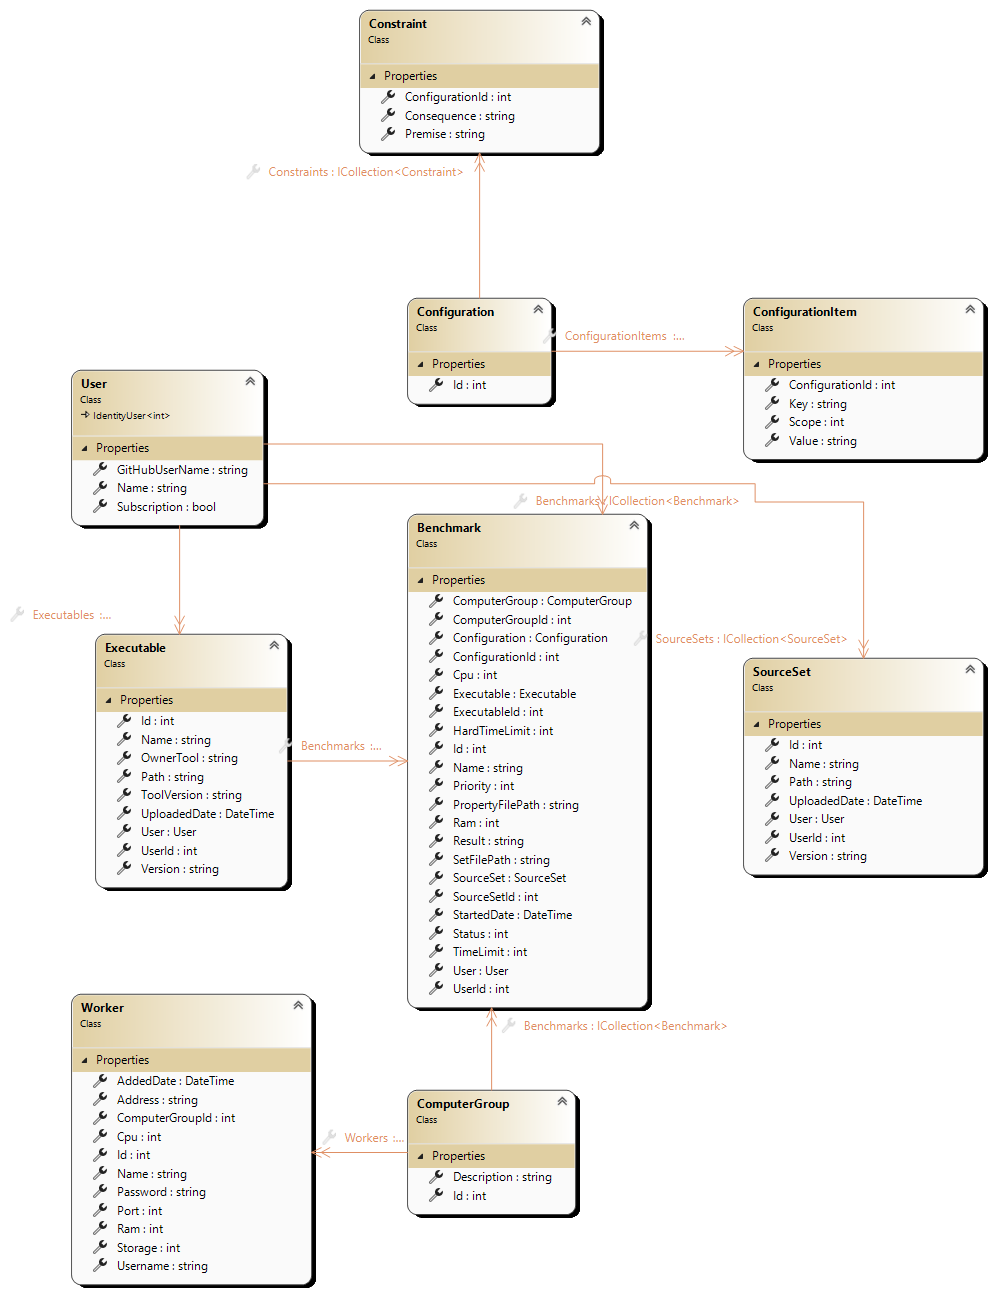 Constraint
Class
Properties
ConfigurationId : int
Consequence : string
Premise : string
Constraints : ICollection<Constraint>
Configuration
Class
Properties
Id : int
ConfigurationItems :...
ConfigurationItem
Class
Properties
ConfigurationId : int
Key : string
Scope : int
Value : string
User
Class
IdentityUser<int>
Properties
GitHubUserName : string
Name : string
Subscription : bool
Benchmarks : ICollection<Benchmark>
Executables :...
SourceSets : ICollection<SourceSet>
Executable
Class
Properties
Id : int
Name : string
OwnerTool : string
Path : string
ToolVersion : string
UploadedDate : DateTime
User : User
UserId : int
Version : string
Benchmarks :...
Benchmark
Class
Properties
ComputerGroup : ComputerGroup
ComputerGroupId : int
Configuration : Configuration
ConfigurationId : int
Cpu : int
Executable : Executable
ExecutableId : int
HardTimeLimit : int
Id : int
Name : string
Priority : int
PropertyFilePath : string
Ram : int
Result : string
SetFilePath : string
SourceSet : SourceSet
SourceSetId : int
StartedDate : DateTime
Status : int
TimeLimit : int
User : User
UserId : int
SourceSet
Class
Properties
Id : int
Name : string
Path : string
UploadedDate : DateTime
User : User
UserId : int
Version : string
Benchmarks : ICollection<Benchmark>
Worker
Class
Properties
AddedDate : DateTime
Address : string
ComputerGroupId : int
Cpu : int
Id : int
Name : string
Password : string
Port : int
Ram : int
Storage : int
Username : string
Workers :...
ComputerGroup
Class
Properties
Description : string
Id : int